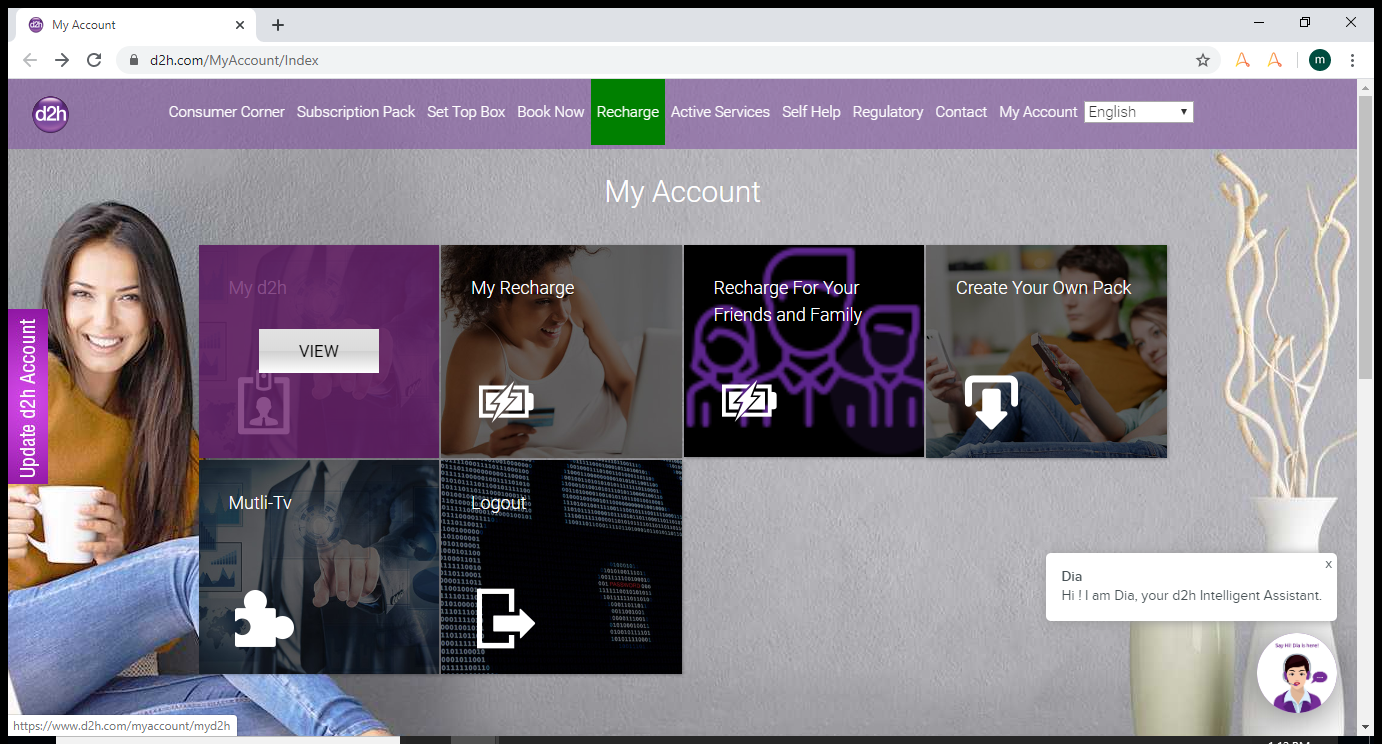 d2h My Account
d2h.com/MyAccount/Index
m
d2h
Consumer Corner Subscription Pack Set Top Box Book Now Recharge Active Services Self Help Regulatory Contact My Account English
My Account
My d2h
VIEW
My Recharge
Recharge For Your
Friends and Family
Create Your Own Pack
Update d2h Account
Mutli-Tv
Logout
x
Dia
Hi ! I am Dia, your d2h Intelligent Assistant.
Say Hi! Dia is here!
https://www.d2h.com/myaccount/myd2h